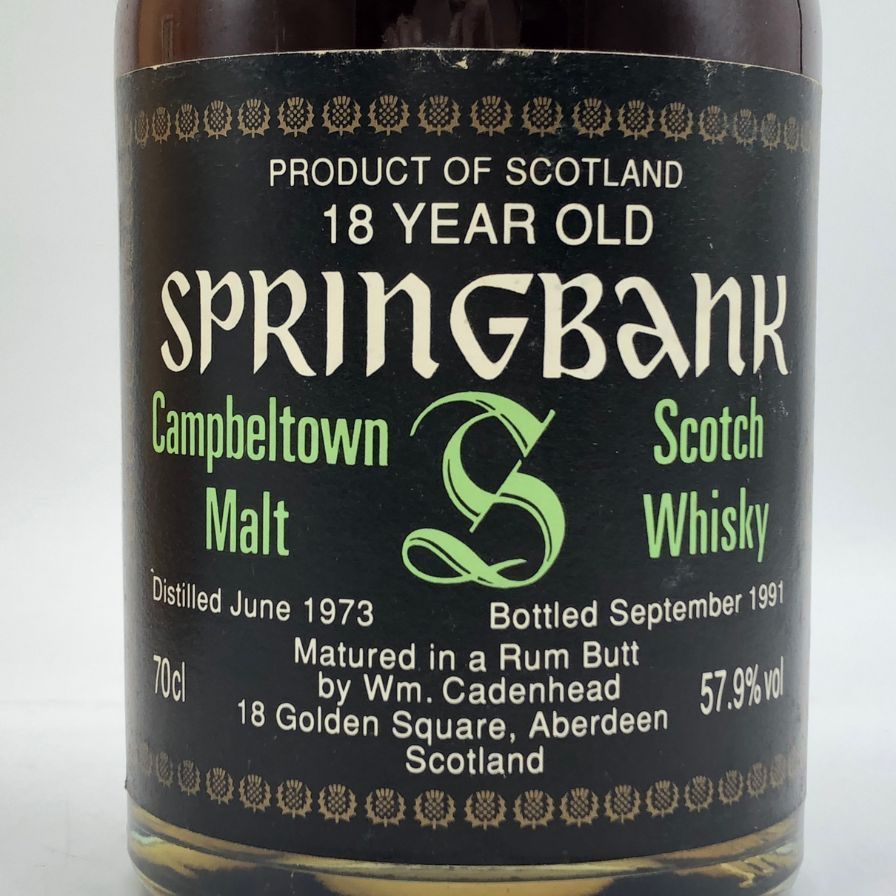 PRODUCT OF SCOTLAND
18 YEAR OLD
SPRINGBANK
Campbeltown Malt
S
Scotch Whisky
Distilled June 1973
Bottled September 1991
70cl
Matured in a Rum Butt
by Wm. Cadenhead
18 Golden Square, Aberdeen
Scotland
57.9% vol